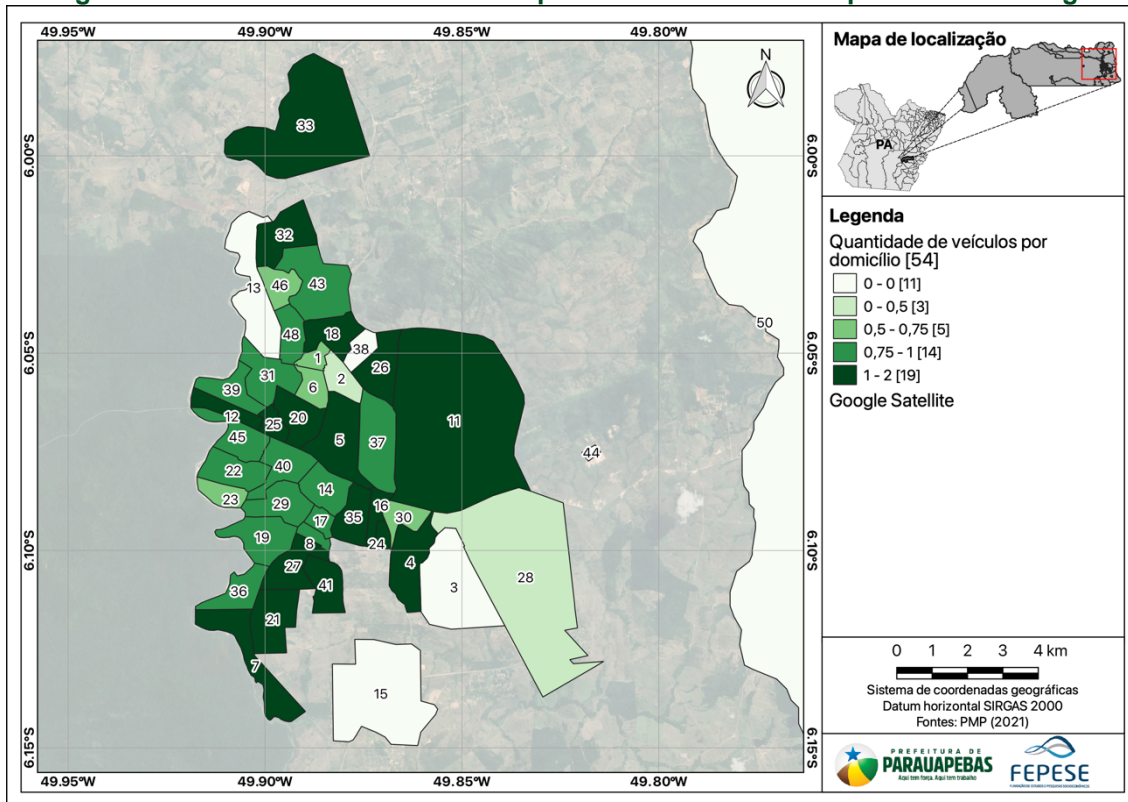 49.95°W 49.90°W 49.85°W 49.80°W
6.00°S 6.00°S
6.05°S 6.05°S
6.10°S 6.10°S
6.15°S 6.15°S
49.95°W 49.90°W 49.85°W 49.80°W
N
33
32
13
46
43
48
18
38
50
1
26
2
31
6
39
12
25
20
11
45
5
37
44
40
22
14
23
29
16
17
35
30
19
8
24
27
4
28
41
3
36
21
7
15
Mapa de localização
PA
Legenda
Quantidade de veículos por
domicílio [54]
0 - 0 [11]
0 - 0,5 [3]
0,5 - 0,75 [5]
0,75 - 1 [14]
1 - 2 [19]
Google Satellite
0 1 2 3 4 km
Sistema de coordenadas geográficas
Datum horizontal SIRGAS 2000
Fontes: PMP (2021)
PREFEITURA DE
PARAUAPEBAS
Aqui tem força. Aqui tem trabalho
FEPESE